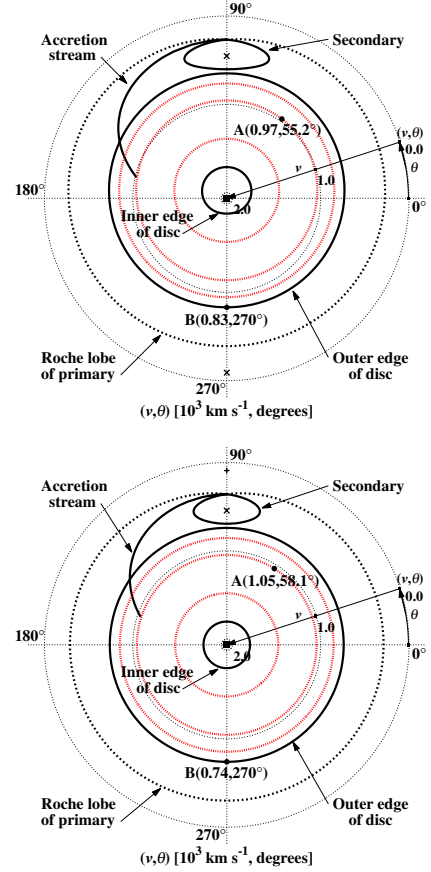 90°
Accretion
stream
Secondary
A(0.97,55.2°)
(v,θ)
0.0
v
θ
1.0
180°
2.0
0°
Inner edge
of disc
B(0.83,270°)
Roche lobe
of primary
Outer edge
of disc
270°
(v,θ) [10³ km s⁻¹, degrees]
90°
Accretion
stream
Secondary
A(1.05,58.1°)
(v,θ)
0.0
v
θ
1.0
180°
2.0
0°
Inner edge
of disc
B(0.74,270°)
Roche lobe
of primary
Outer edge
of disc
270°
(v,θ) [10³ km s⁻¹, degrees]